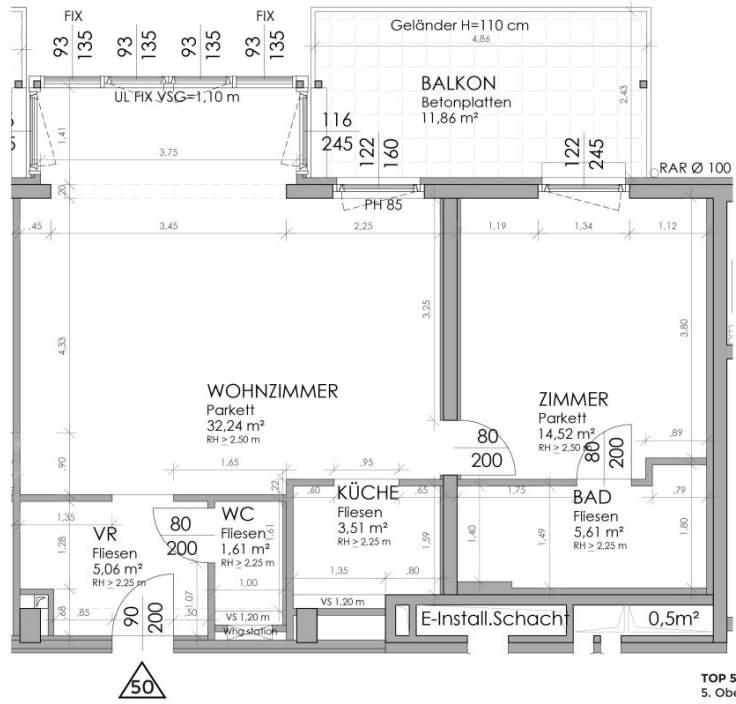 FIX
FIX
93
135
93
135
93
135
93
135
Geländer H=110 cm
4,86
BALKON
Betonplatten
11,86 m²
2,43
UL FIX VSG=1,10 m
1,41
3,75
116
245
122
160
122
245
RAR Ø 100
,20
PH 85
,45
3,45
2,25
1,19
1,34
1,12
3,25
3,80
4,33
WOHNZIMMER
Parkett
32,24 m²
RH ≥ 2,50 m
ZIMMER
Parkett
14,52 m²
RH ≥ 2,50 m
80
200
80
200
,89
,90
1,65
,22
,95
,60
KÜCHE
,65
Fliesen
3,51 m²
RH ≥ 2,25 m
1,75
BAD
,79
Fliesen
5,61 m²
RH ≥ 2,25 m
1,35
VR
Fliesen
5,06 m²
RH ≥ 2,25 m
80
200
WC
Fliesen
1,61 m²
RH ≥ 2,25 m
1,61
1,28
1,59
1,40
1,49
1,80
1,00
1,35
,80
,68
,85
90
200
,50
1,07
VS 1,20 m
Whg.station
VS 1,20 m
E-Install.Schacht
0,5m²
50
TOP 5
5. Obe